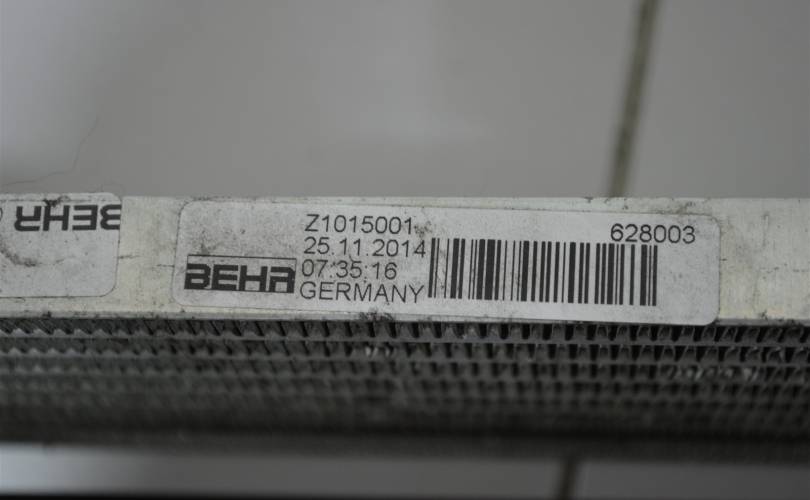 BEHR
Z1015001
628003
25.11.2014
07:35:16
BEHR
GERMANY